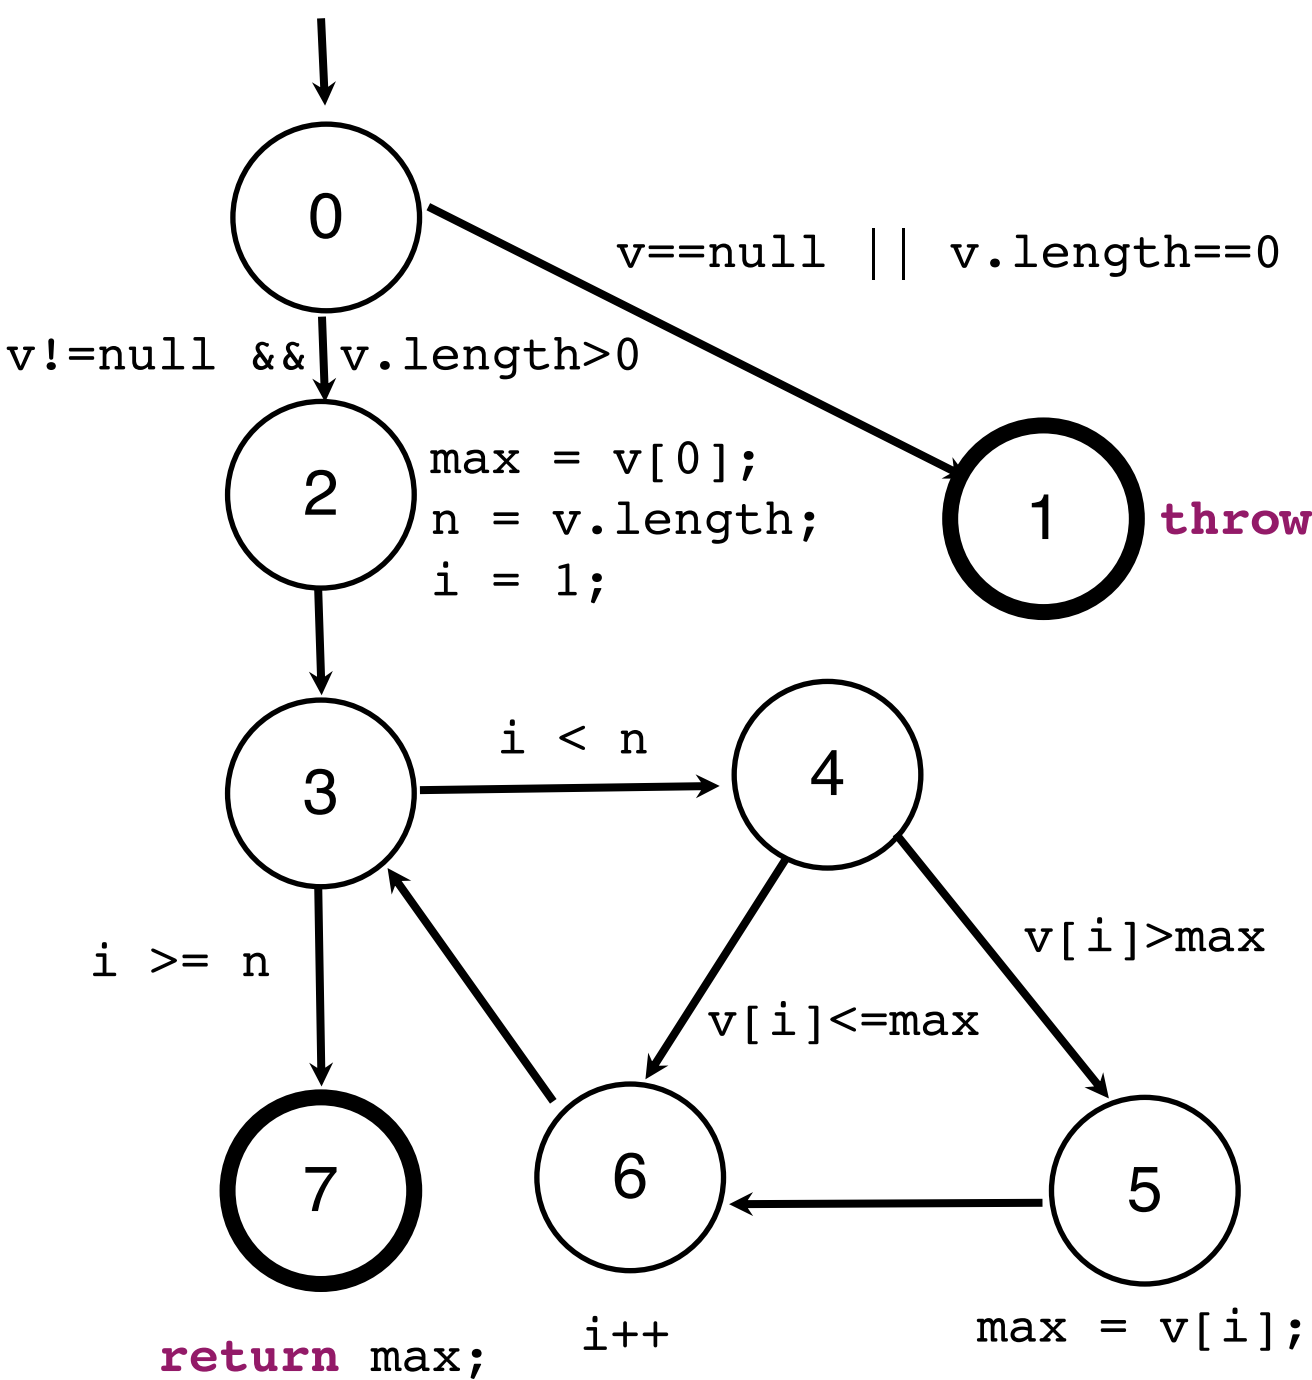 0
v==null || v.length==0
v!=null && v.length>0
2
max = v[0];
n = v.length;
i = 1;
1
throw
3
i < n
4
i >= n
v[i]>max
v[i]<=max
7
6
5
return max;
i++
max = v[i];